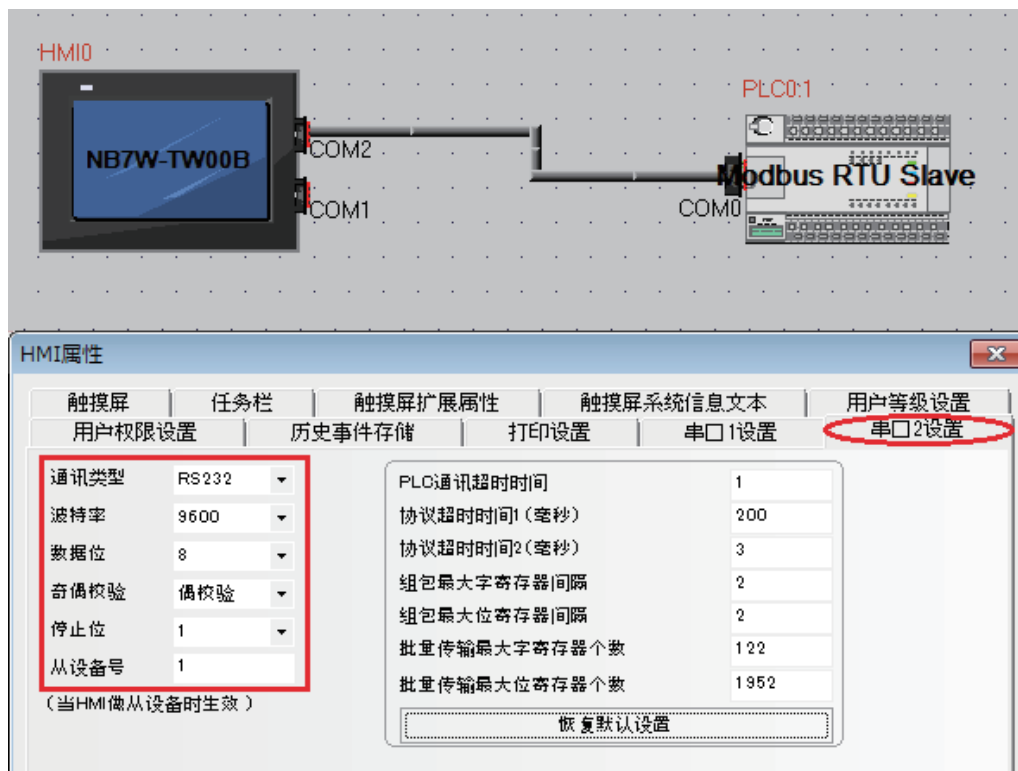 HMI0
PLC0:1
NB7W-TW00B
COM2
Modbus RTU Slave
COM1
COM0
HMI属性
触摸屏 任务栏 触摸屏扩展属性 触摸屏系统信息文本 用户等级设置
用户权限设置 历史事件存储 打印设置 串口1设置 串口2设置
通讯类型 RS232
波特率 9600
数据位 8
奇偶校验 偶校验
停止位 1
从设备号 1
(当HMI做从设备时生效)
PLC通讯超时时间 1
协议超时时间1(毫秒) 200
协议超时时间2(毫秒) 3
组包最大字寄存器间隔 2
组包最大位寄存器间隔 2
批量传输最大字寄存器个数 122
批量传输最大位寄存器个数 1952
恢复默认设置